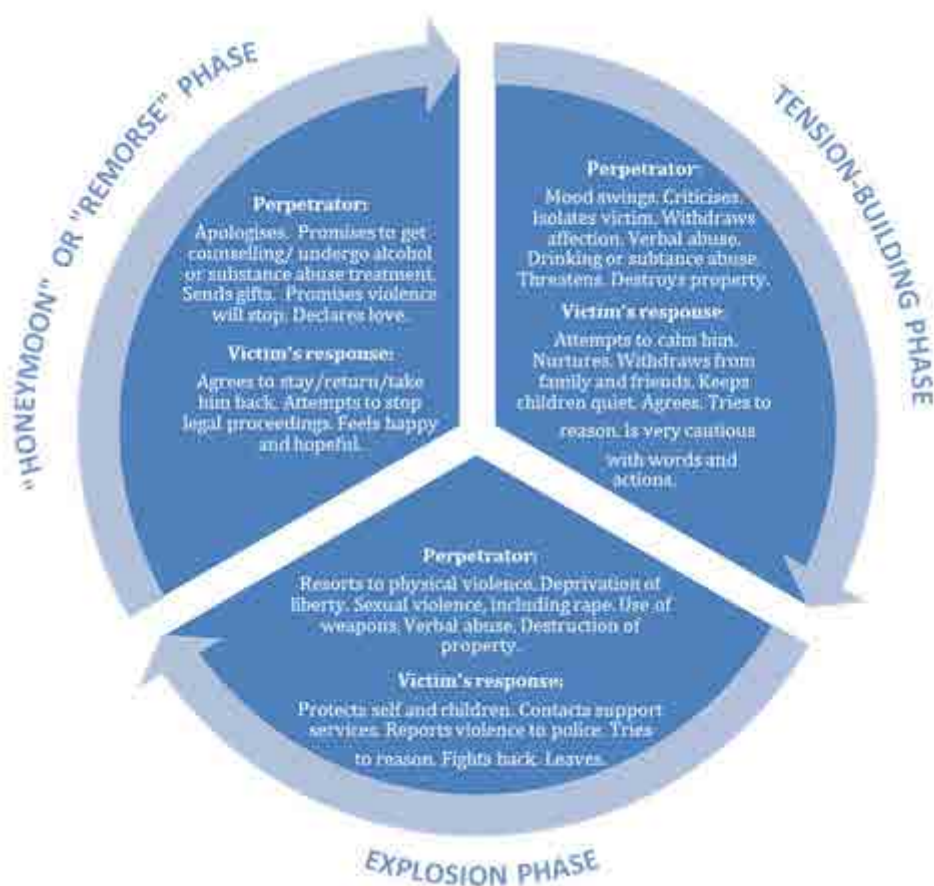 "HONEYMOON" OR "REMORSE" PHASE
Perpetrator:
Apologises. Promises to get
counselling/ undergo alcohol
or substance abuse treatment.
Sends gifts. Promises violence
will stop. Declares love.
Victim's response:
Agrees to stay/return/take
him back. Attempts to stop
legal proceedings. Feels happy
and hopeful.
TENSION-BUILDING PHASE
Perpetrator
Mood swings. Criticises.
Isolates victim. Withdraws
affection. Verbal abuse.
Drinking or subtance abuse.
Threatens. Destroys property.
Victim's response:
Attempts to calm him.
Nurtures. Withdraws from
family and friends. Keeps
children quiet. Agrees. Tries to
reason. Is very cautious
with words and
actions.
Perpetrator:
Resorts to physical violence. Deprivation of
liberty. Sexual violence, including rape. Use of
weapons. Verbal abuse. Destruction of
property.
Victim's response:
Protects self and children. Contacts support
services. Reports violence to police. Tries
to reason. Fights back. Leaves.
EXPLOSION PHASE